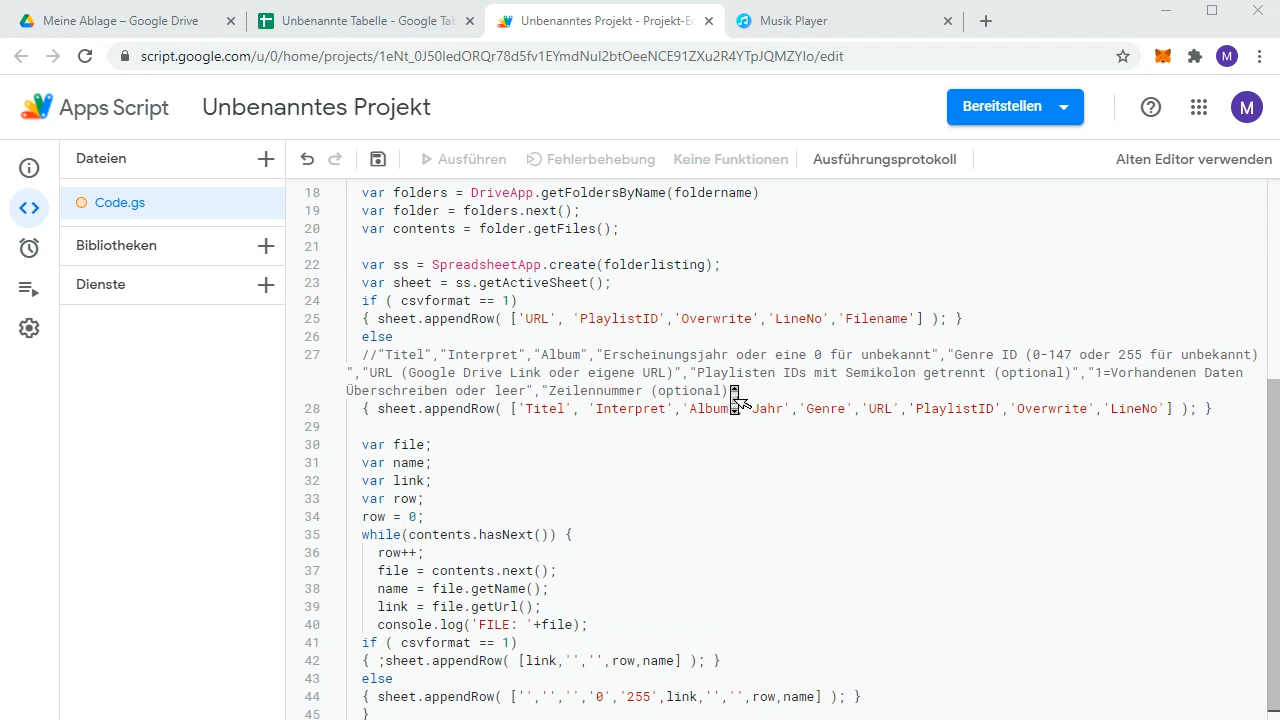 Meine Ablage – Google Drive
Unbenannte Tabelle - Google Tab
Unbenanntes Projekt - Projekt-Ed
Musik Player
script.google.com/u/0/home/projects/1eNt_0J50IedORQr78d5fv1EYmdNuI2btOeeNCE91ZXu2R4YTpJQMZYIo/edit
M
Apps Script
Unbenanntes Projekt
Bereitstellen
M
Dateien
Ausführen
Fehlerbehebung
Keine Funktionen
Ausführungsprotokoll
Alten Editor verwenden
Code.gs
Bibliotheken
Dienste
18 var folders = DriveApp.getFoldersByName(foldername)
19 var folder = folders.next();
20 var contents = folder.getFiles();
21
22 var ss = SpreadsheetApp.create(folderlisting);
23 var sheet = ss.getActiveSheet();
24 if ( csvformat == 1)
25 { sheet.appendRow( ['URL', 'PlaylistID','Overwrite','LineNo','Filename'] ); }
26 else
27 //"Titel","Interpret","Album","Erscheinungsjahr oder eine 0 für unbekannt","Genre ID (0-147 oder 255 für unbekannt)
","URL (Google Drive Link oder eigene URL)","Playlisten IDs mit Semikolon getrennt (optional)","1=Vorhandenen Daten
Überschreiben oder leer","Zeilennummer (optional)
28 { sheet.appendRow( ['Titel', 'Interpret','Album Jahr','Genre','URL','PlaylistID','Overwrite','LineNo'] ); }
29
30 var file;
31 var name;
32 var link;
33 var row;
34 row = 0;
35 while(contents.hasNext()) {
36 row++;
37 file = contents.next();
38 name = file.getName();
39 link = file.getUrl();
40 console.log('FILE: '+file);
41 if ( csvformat == 1)
42 { ;sheet.appendRow( [link,'','',row,name] ); }
43 else
44 { sheet.appendRow( ['','','','0','255',link,'','',row,name] ); }
45 }